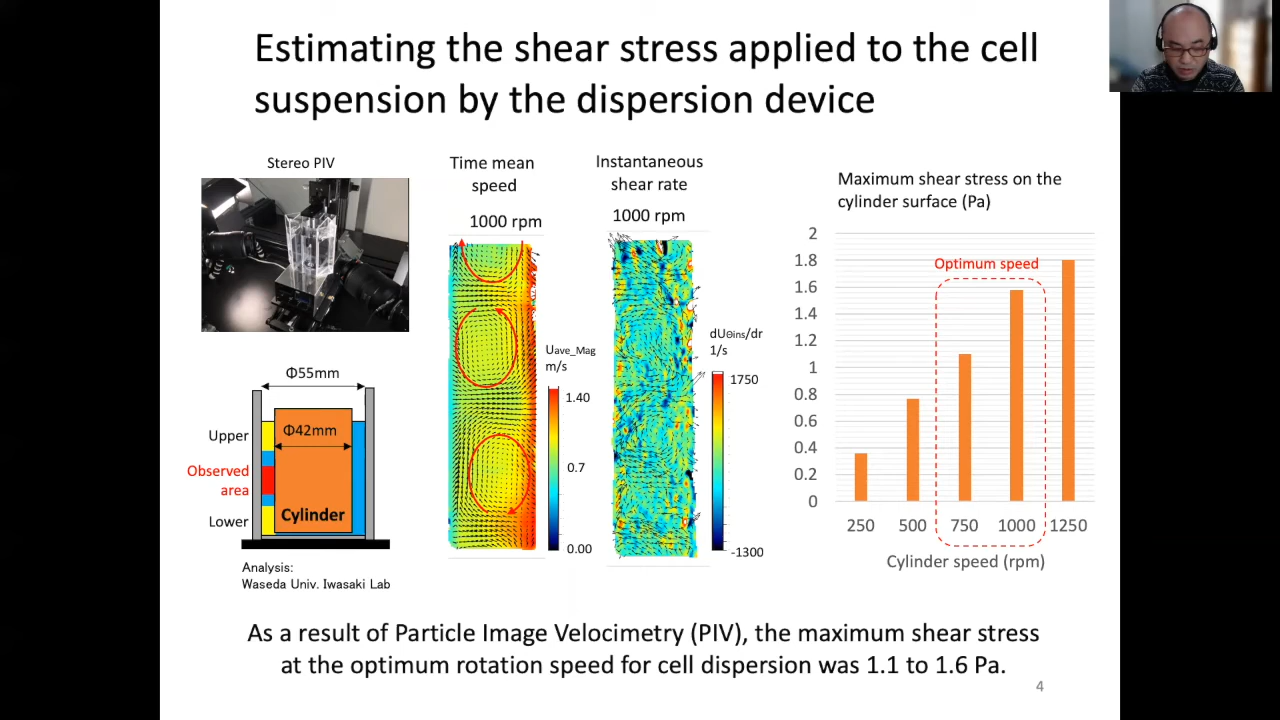 Estimating the shear stress applied to the cell
suspension by the dispersion device
Stereo PIV
Φ55mm
Φ42mm
Upper
Observed
area
Lower
Cylinder
Analysis:
Waseda Univ. Iwasaki Lab
Time mean
speed
1000 rpm
Uave_Mag
m/s
1.40
0.7
0.00
Instantaneous
shear rate
1000 rpm
dUΘins/dr
1/s
1750
-1300
Maximum shear stress on the
cylinder surface (Pa)
2
1.8
1.6
1.4
1.2
1
0.8
0.6
0.4
0.2
0
Optimum speed
250 500 750 1000 1250
Cylinder speed (rpm)
As a result of Particle Image Velocimetry (PIV), the maximum shear stress
at the optimum rotation speed for cell dispersion was 1.1 to 1.6 Pa.
4